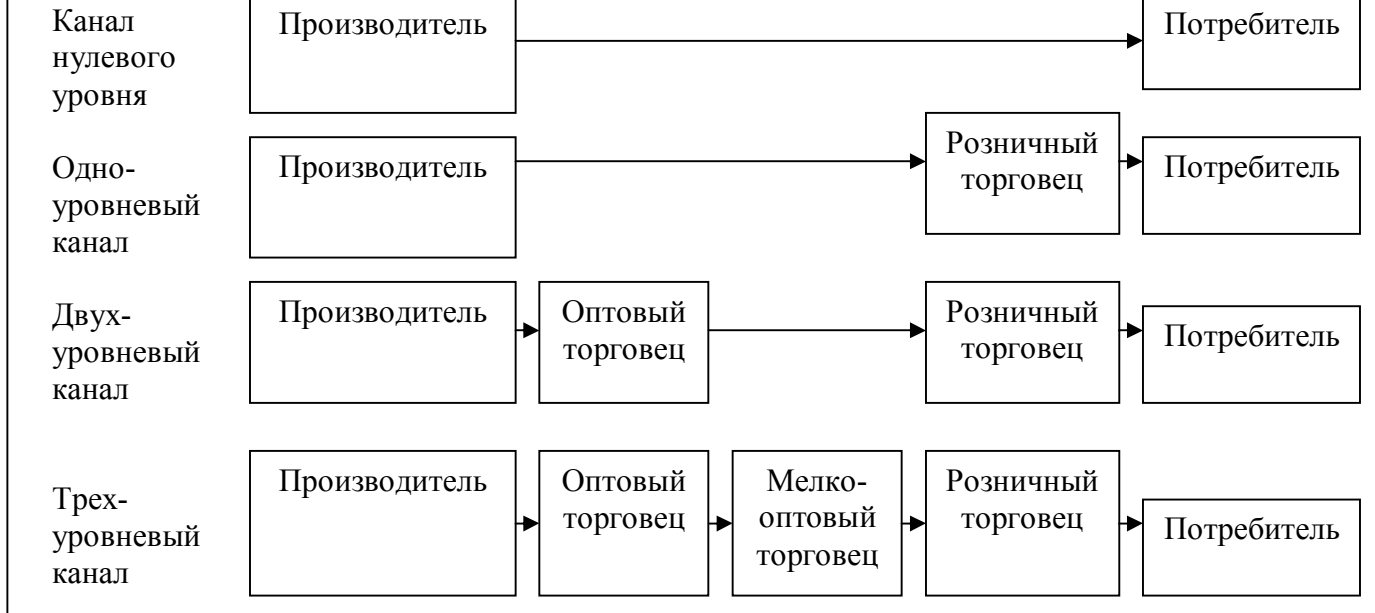 Канал
нулевого
уровня
Производитель
Потребитель
Одно-
уровневый
канал
Производитель
Розничный
торговец
Потребитель
Двух-
уровневый
канал
Производитель
Оптовый
торговец
Розничный
торговец
Потребитель
Трех-
уровневый
канал
Производитель
Оптовый
торговец
Мелко-
оптовый
торговец
Розничный
торговец
Потребитель